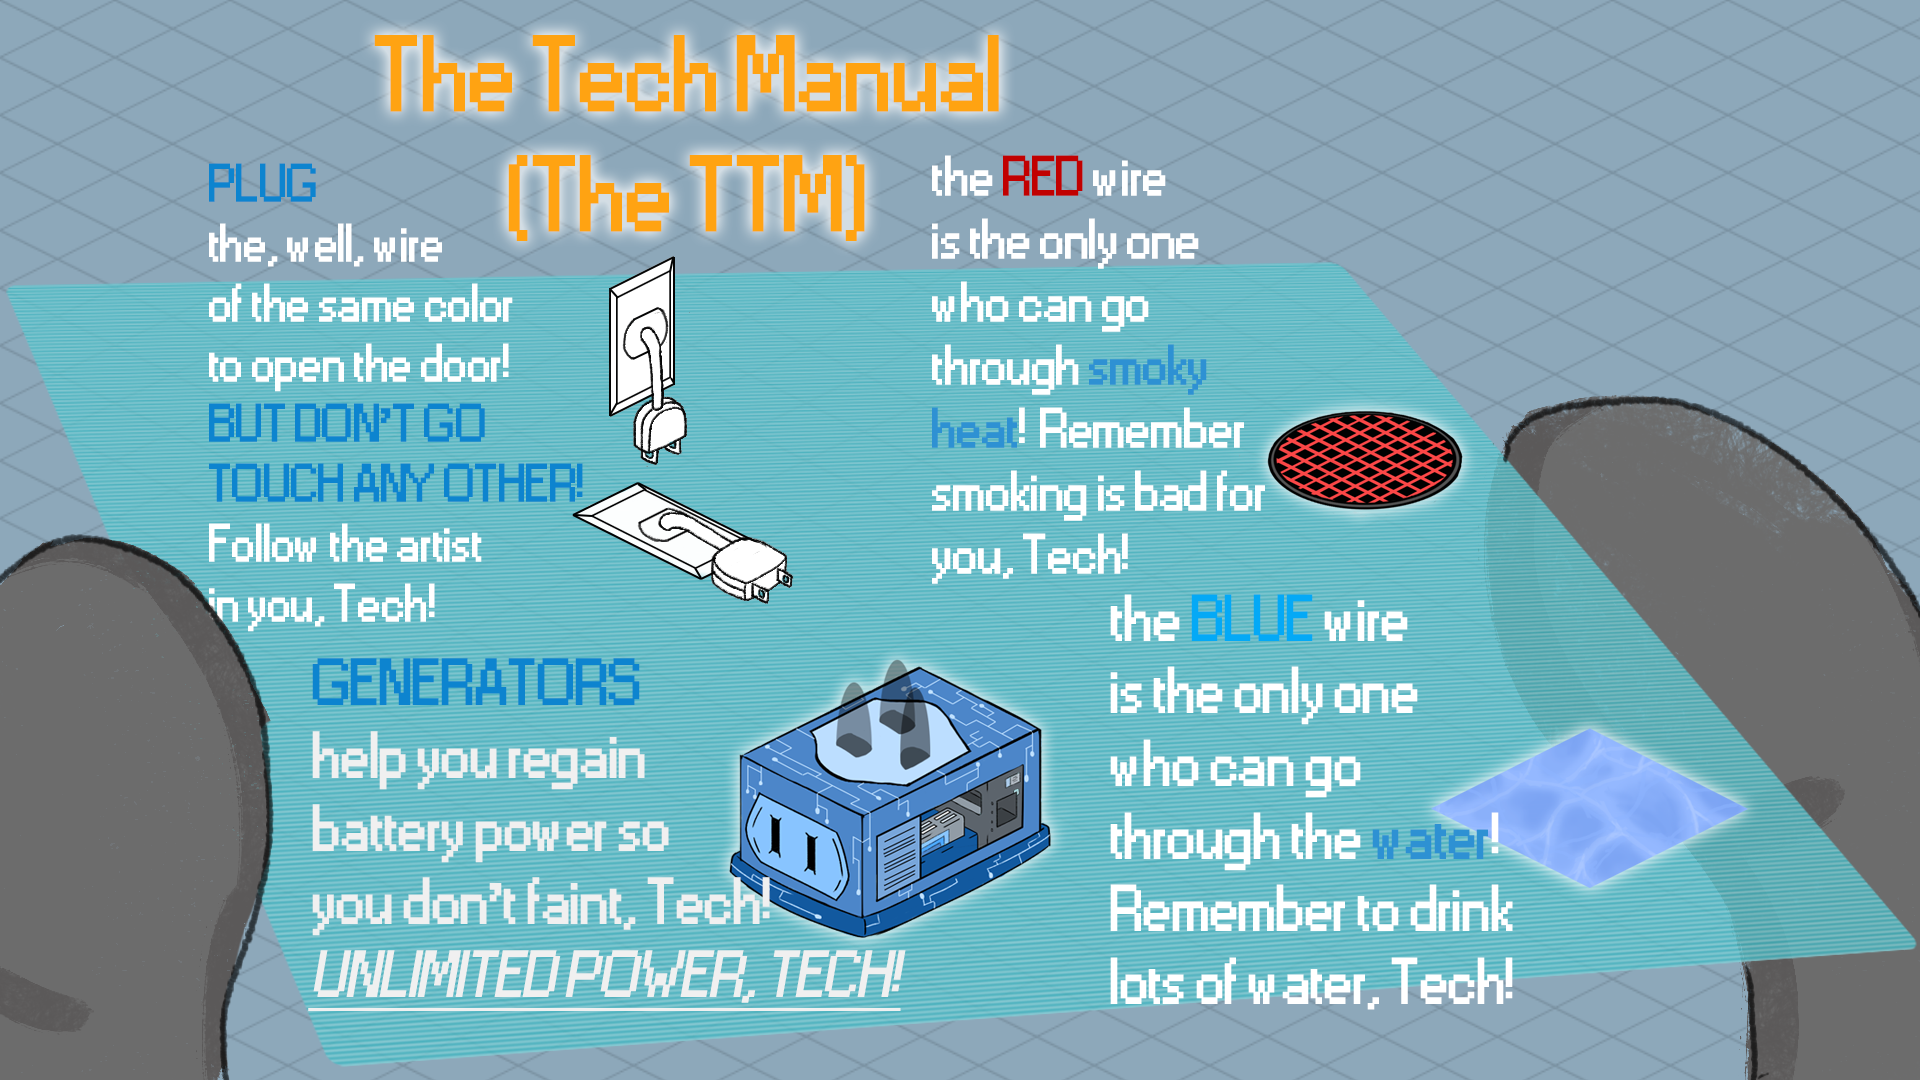 The Tech Manual
(The TTM)
PLUG
the, well, wire
of the same color
to open the door!
BUT DON'T GO
TOUCH ANY OTHER!
Follow the artist
in you, Tech!
the RED wire
is the only one
who can go
through smoky
heat! Remember
smoking is bad for
you, Tech!
GENERATORS
help you regain
battery power so
you don't faint, Tech!
UNLIMITED POWER, TECH!
the BLUE wire
is the only one
who can go
through the water!
Remember to drink
lots of water, Tech!